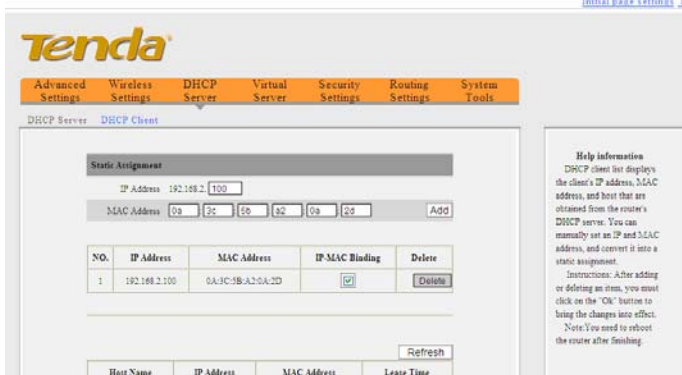 Initial page settings
Tenda
Advanced Settings Wireless Settings DHCP Server Virtual Server Security Settings Routing Settings System Tools
DHCP Server DHCP Client
Static Assignment
IP Address 192.168.2. 100
MAC Address 0a : 3c : 5b : a2 : 0a : 2d Add
NO. IP Address MAC Address IP-MAC Binding Delete
1 192.168.2.100 0A:3C:5B:A2:0A:2D Delete
Refresh
Host Name IP Address MAC Address Lease Time
Help information
DHCP client list displays
the client's IP address, MAC
address, and host that are
obtained from the router's
DHCP server. You can
manually set an IP and MAC
address, and convert it into a
static assignment.
Instructions: After adding
or deleting an item, you must
click on the "Ok" button to
bring the changes into effect.
Note:You need to reboot
the router after finishing.